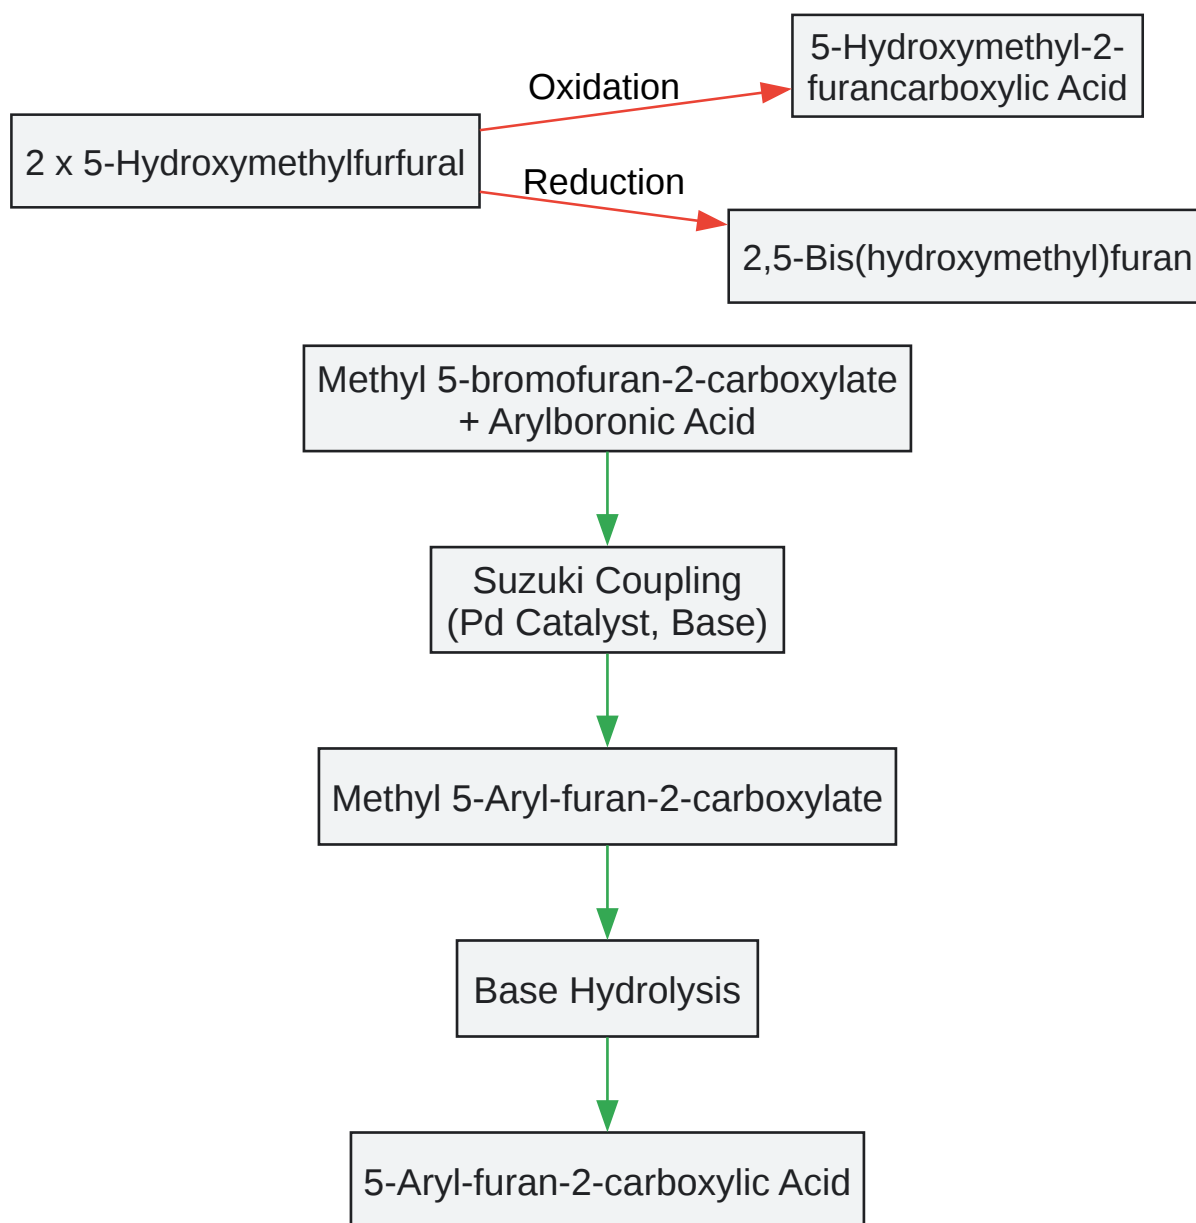 5-Hydroxymethyl-2-
furancarboxylic Acid
Oxidation
2 x 5-Hydroxymethylfurfural
Reduction
2,5-Bis(hydroxymethyl)furan
Methyl 5-bromofuran-2-carboxylate
+ Arylboronic Acid
Suzuki Coupling
(Pd Catalyst, Base)
Methyl 5-Aryl-furan-2-carboxylate
Base Hydrolysis
5-Aryl-furan-2-carboxylic Acid